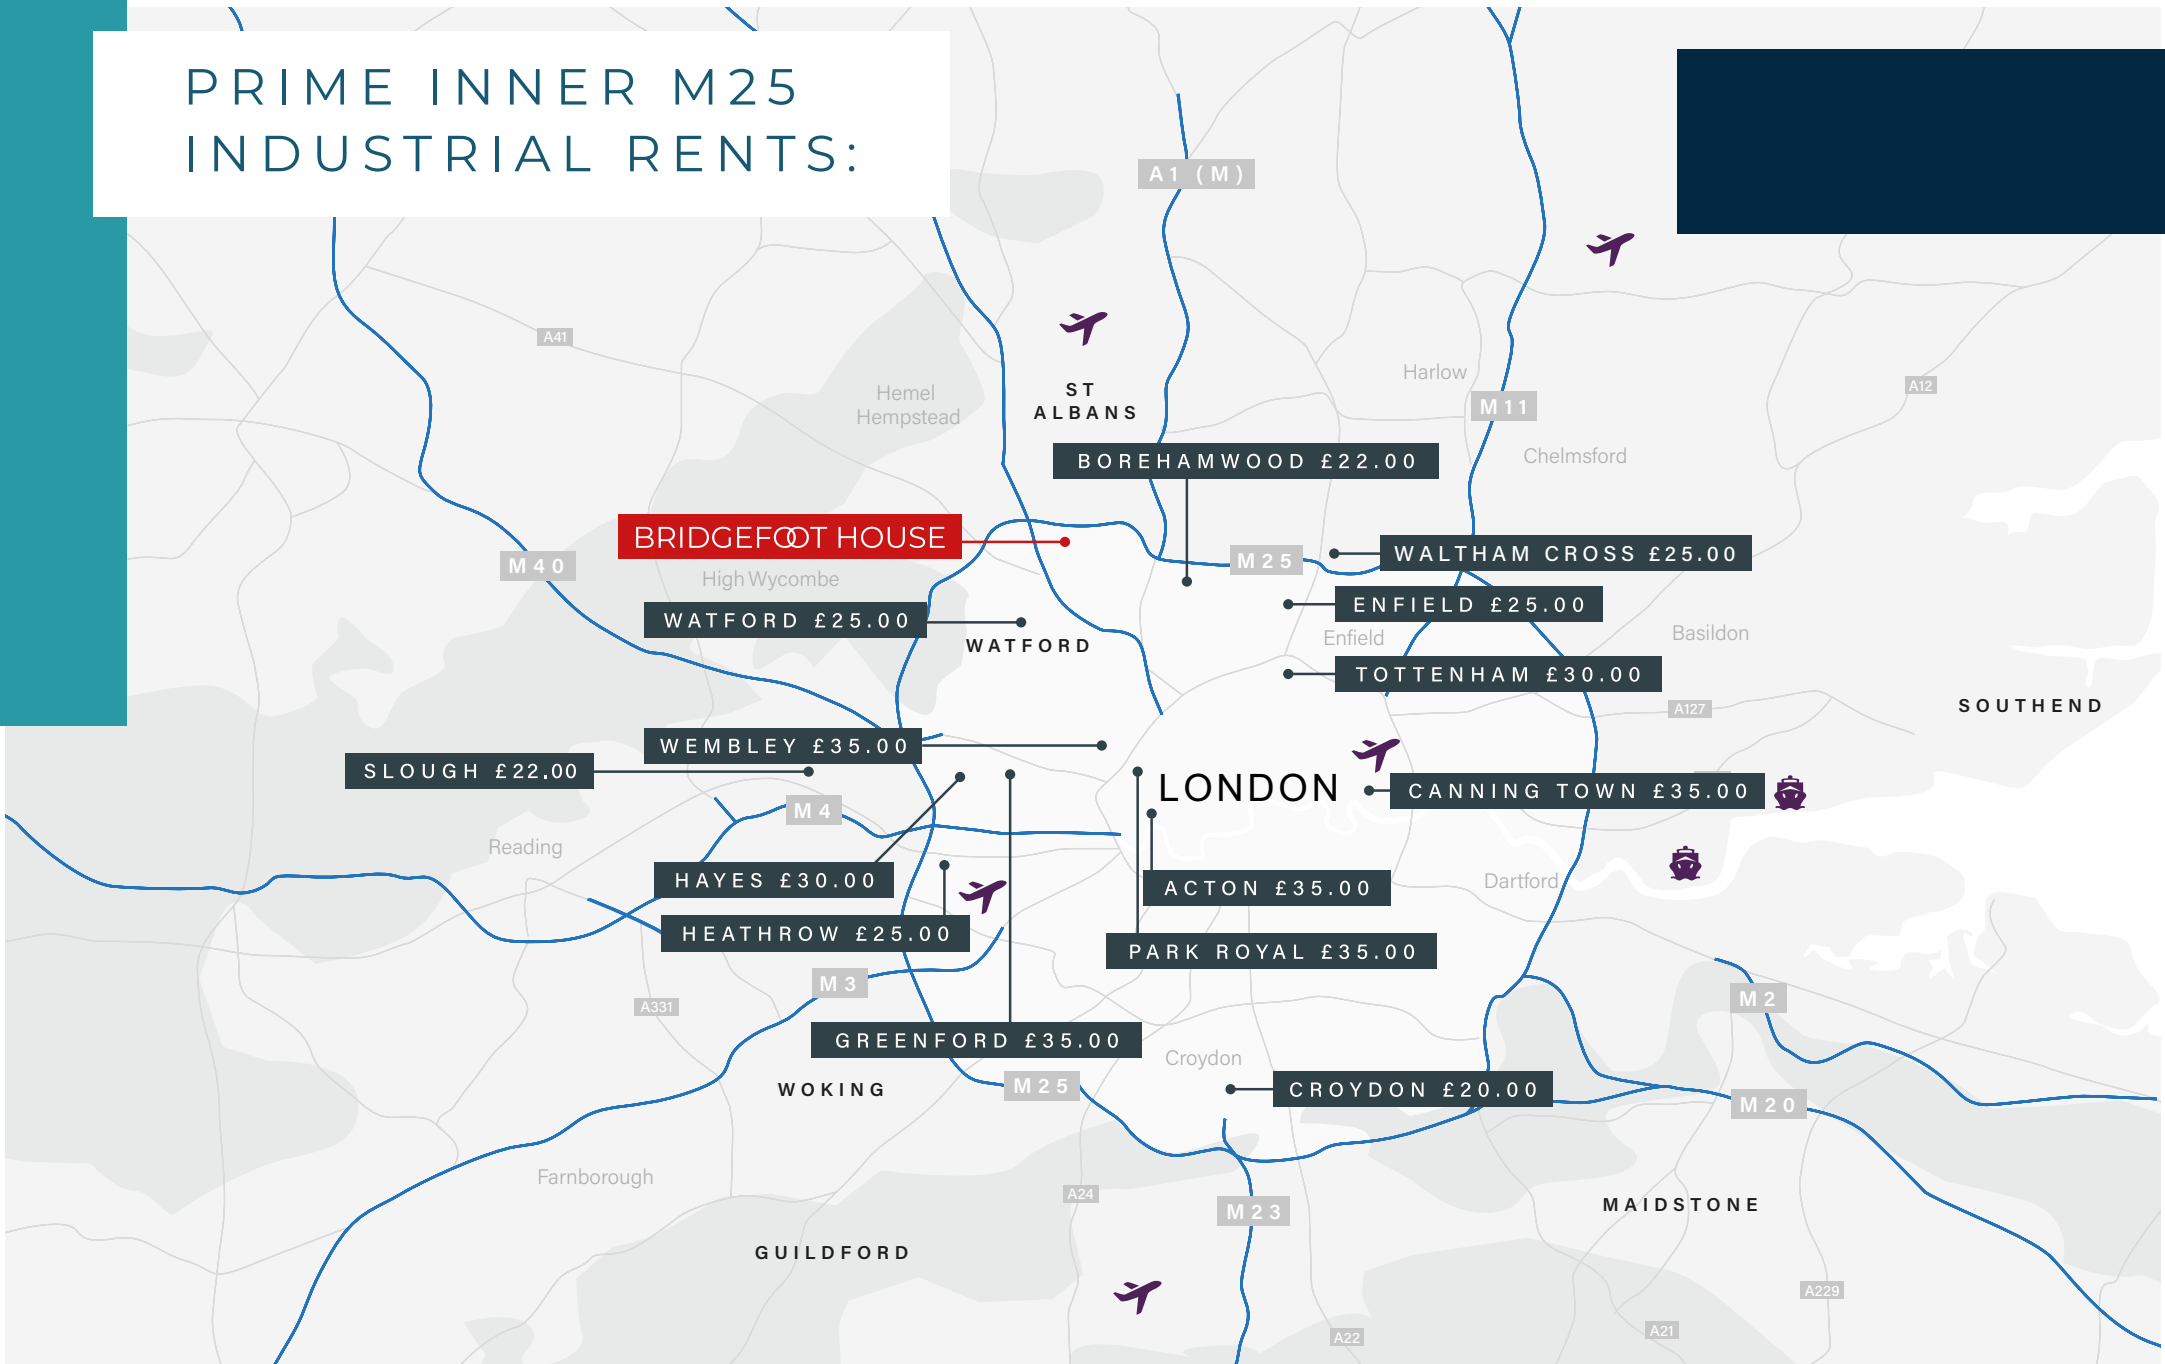 PRIME INNER M25
INDUSTRIAL RENTS:
A1 (M)
A41
Harlow
A12
Hemel
Hempstead
ST
ALBANS
M11
Chelmsford
BOREHAMWOOD £22.00
BRIDGEFOOT HOUSE
M40
M25
WALTHAM CROSS £25.00
High Wycombe
ENFIELD £25.00
WATFORD £25.00
Enfield
Basildon
WATFORD
TOTTENHAM £30.00
A127
SOUTHEND
WEMBLEY £35.00
SLOUGH £22.00
LONDON
CANNING TOWN £35.00
M4
Reading
HAYES £30.00
ACTON £35.00
Dartford
HEATHROW £25.00
PARK ROYAL £35.00
M3
M2
A331
GREENFORD £35.00
Croydon
WOKING
M25
CROYDON £20.00
M20
Farnborough
A24
M23
MAIDSTONE
GUILDFORD
A229
A22
A21